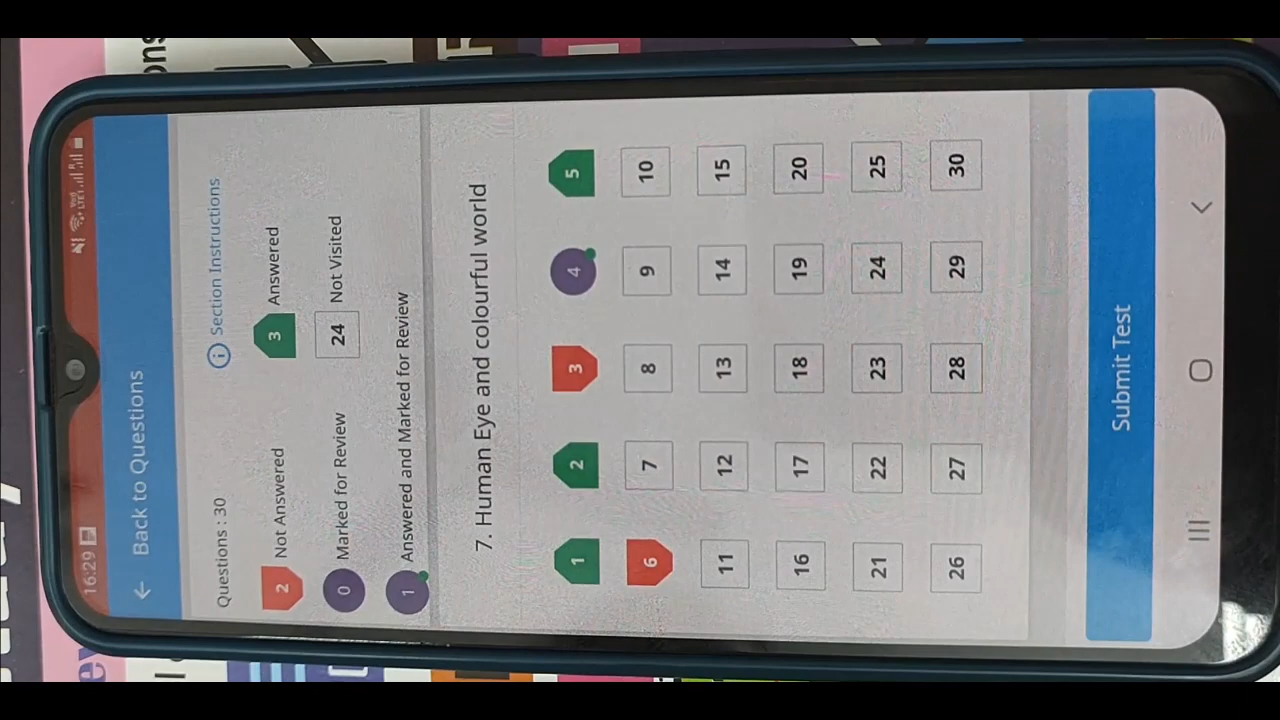 16:29
← Back to Questions
Questions : 30
Section Instructions
2 Not Answered
3 Answered
0 Marked for Review
24 Not Visited
1 Answered and Marked for Review
7. Human Eye and colourful world
1 2 3 4 5
6 7 8 9 10
11 12 13 14 15
16 17 18 19 20
21 22 23 24 25
26 27 28 29 30
Submit Test